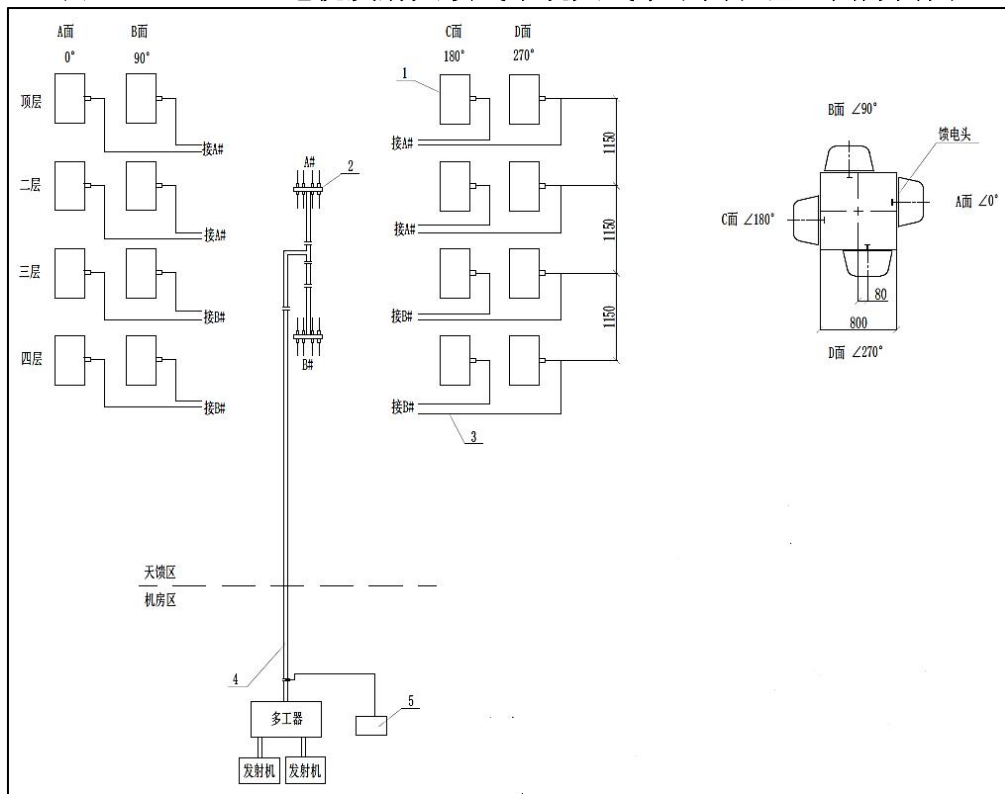 A面 B面 C面 D面
0° 90° 180° 270°
1
顶层
接A#
接A#
1150
A#
2
二层
接A#
接A#
1150
三层
接B#
接B#
1150
B#
四层
接B#
接B#
3
B面 ∠90°
馈电头
A面 ∠0°
C面 ∠180°
80
800
D面 ∠270°
天馈区
机房区
4
5
多工器
发射机 发射机